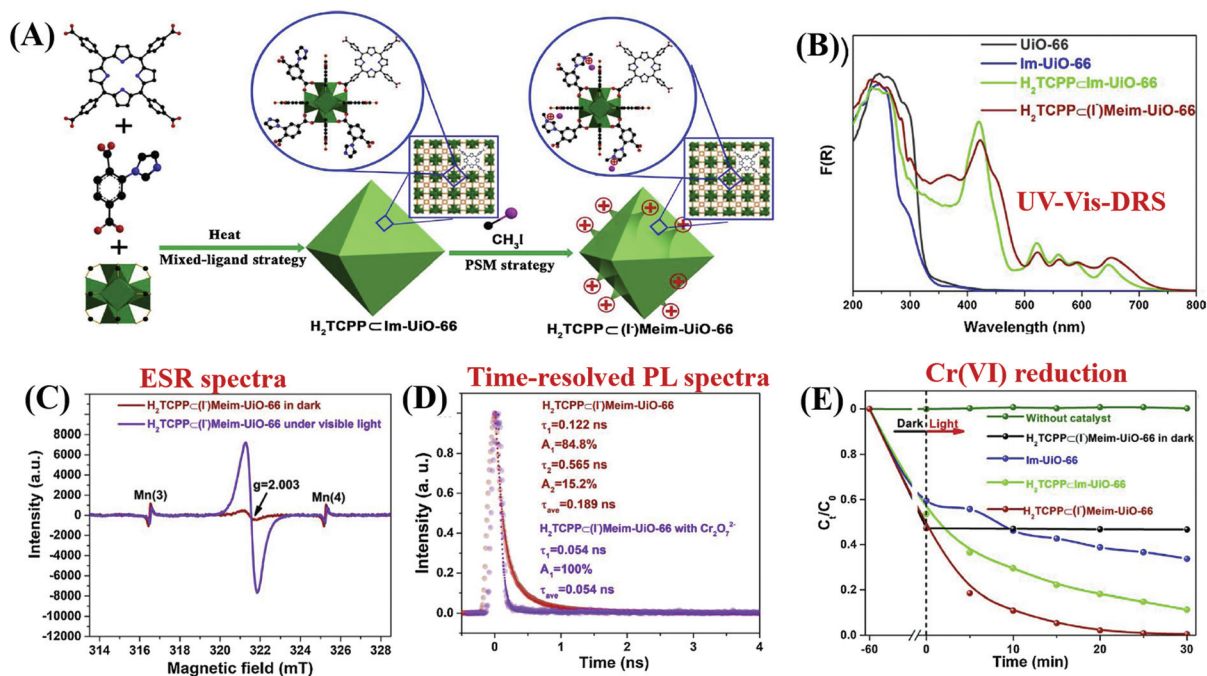 (A)
+
+
Heat
Mixed-ligand strategy
H₂TCPP⊂Im-UiO-66
CH₃I
PSM strategy
H₂TCPP⊂(I⁻)Meim-UiO-66
(B)
UiO-66
Im-UiO-66
H₂TCPP⊂Im-UiO-66
H₂TCPP⊂(I⁻)Meim-UiO-66
UV-Vis-DRS
F(R)
200 300 400 500 600 700 800
Wavelength (nm)
(C)
ESR spectra
H₂TCPP⊂(I⁻)Meim-UiO-66 in dark
H₂TCPP⊂(I⁻)Meim-UiO-66 under visible light
8000
6000
4000
2000
0
-2000
-4000
-6000
-8000
-10000
-12000
Intensity (a.u.)
Mn(3)
g=2.003
Mn(4)
314 316 318 320 322 324 326 328
Magnetic field (mT)
(D)
Time-resolved PL spectra
H₂TCPP⊂(I⁻)Meim-UiO-66
τ₁=0.122 ns
A₁=84.8%
τ₂=0.565 ns
A₂=15.2%
τave=0.189 ns
H₂TCPP⊂(I⁻)Meim-UiO-66 with Cr₂O₇²⁻
τ₁=0.054 ns
A₁=100%
τave=0.054 ns
Intensity (a. u.)
1.0
0.8
0.6
0.4
0.2
0.0
0 1 2 3 4
Time (ns)
(E)
Cr(VI) reduction
Dark Light
Without catalyst
H₂TCPP⊂(I⁻)Meim-UiO-66 in dark
Im-UiO-66
H₂TCPP⊂Im-UiO-66
H₂TCPP⊂(I⁻)Meim-UiO-66
Cₜ/C₀
0
0.8
0.6
0.4
0.2
0.0
-60 0 10 20 30
Time (min)